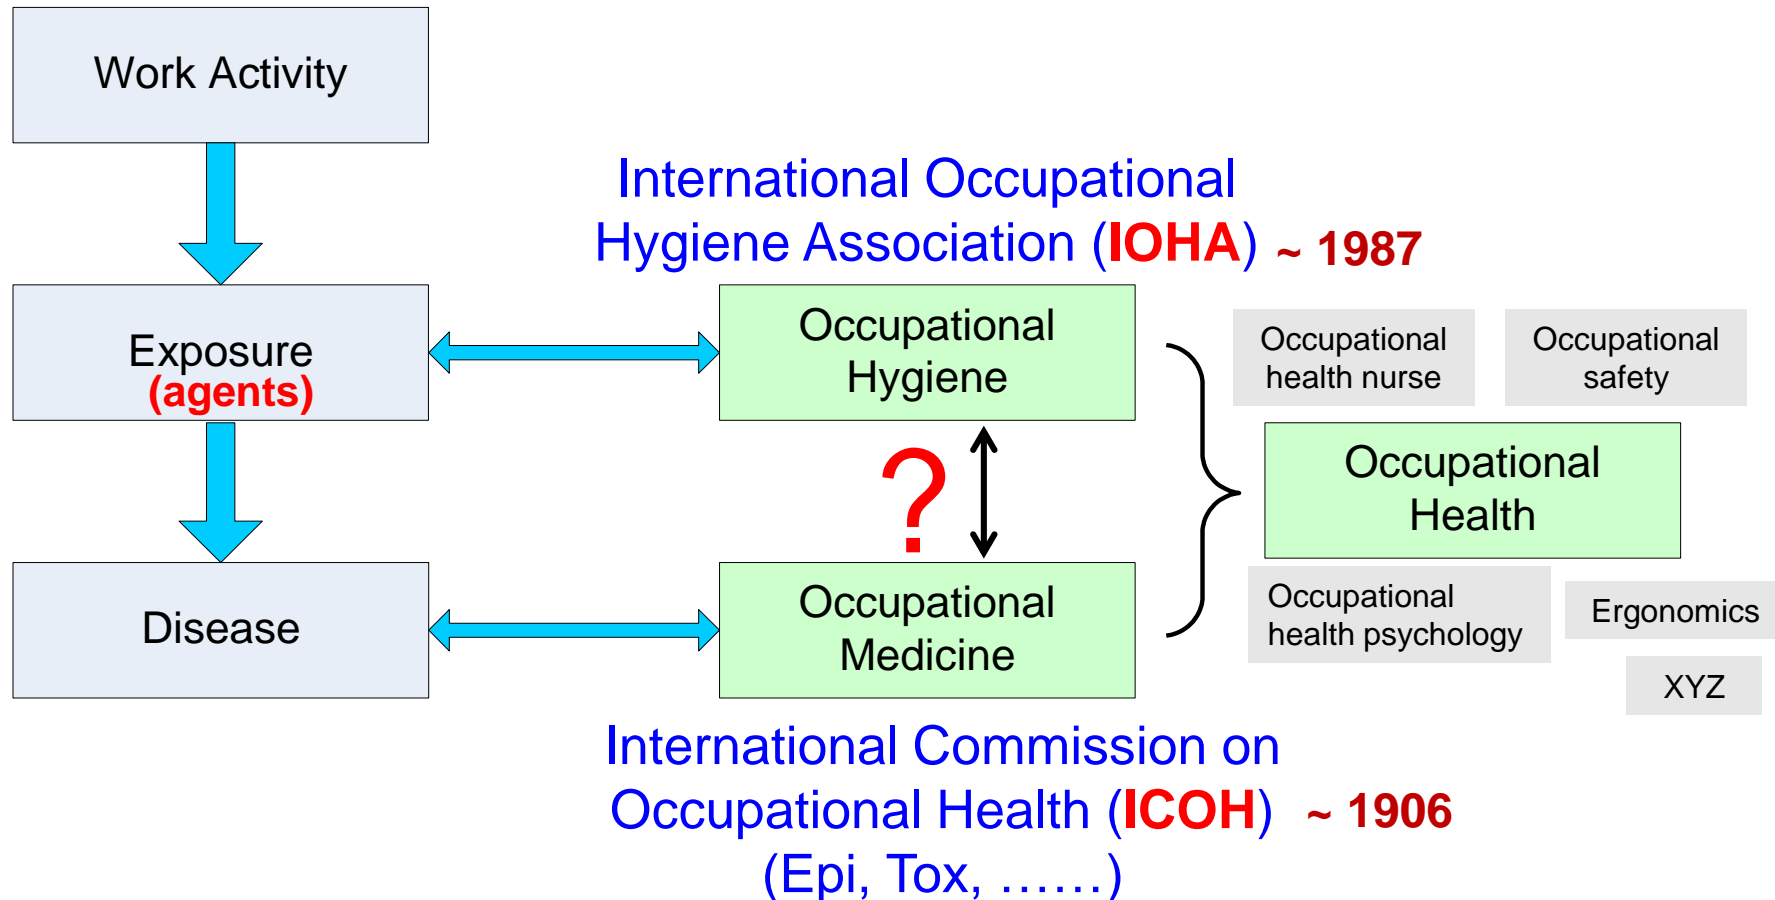 Work Activity
International Occupational
Hygiene Association (IOHA) ~ 1987
Exposure
(agents)
Occupational
Hygiene
Occupational
health nurse
Occupational
safety
?
Occupational
Health
Disease
Occupational
Medicine
Occupational
health psychology
Ergonomics
XYZ
International Commission on
Occupational Health (ICOH) ~ 1906
(Epi, Tox, ……)